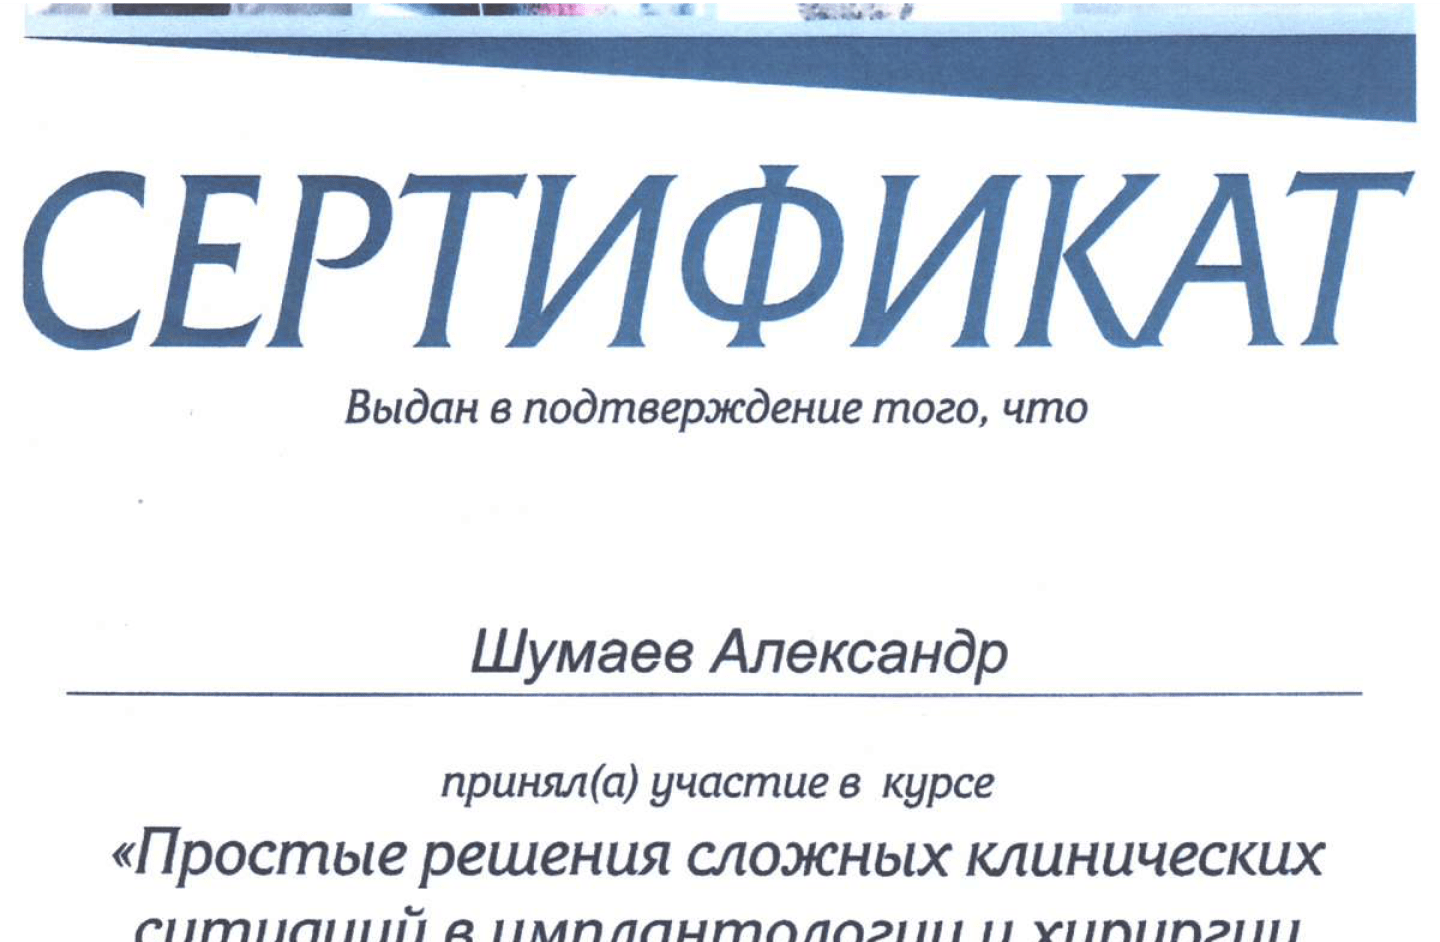 СЕРТИФИКАТ
Выдан в подтверждение того, что
Шумаев Александр
принял(а) участие в курсе
«Простые решения сложных клинических
ситуаций в имплантологии и хирургии